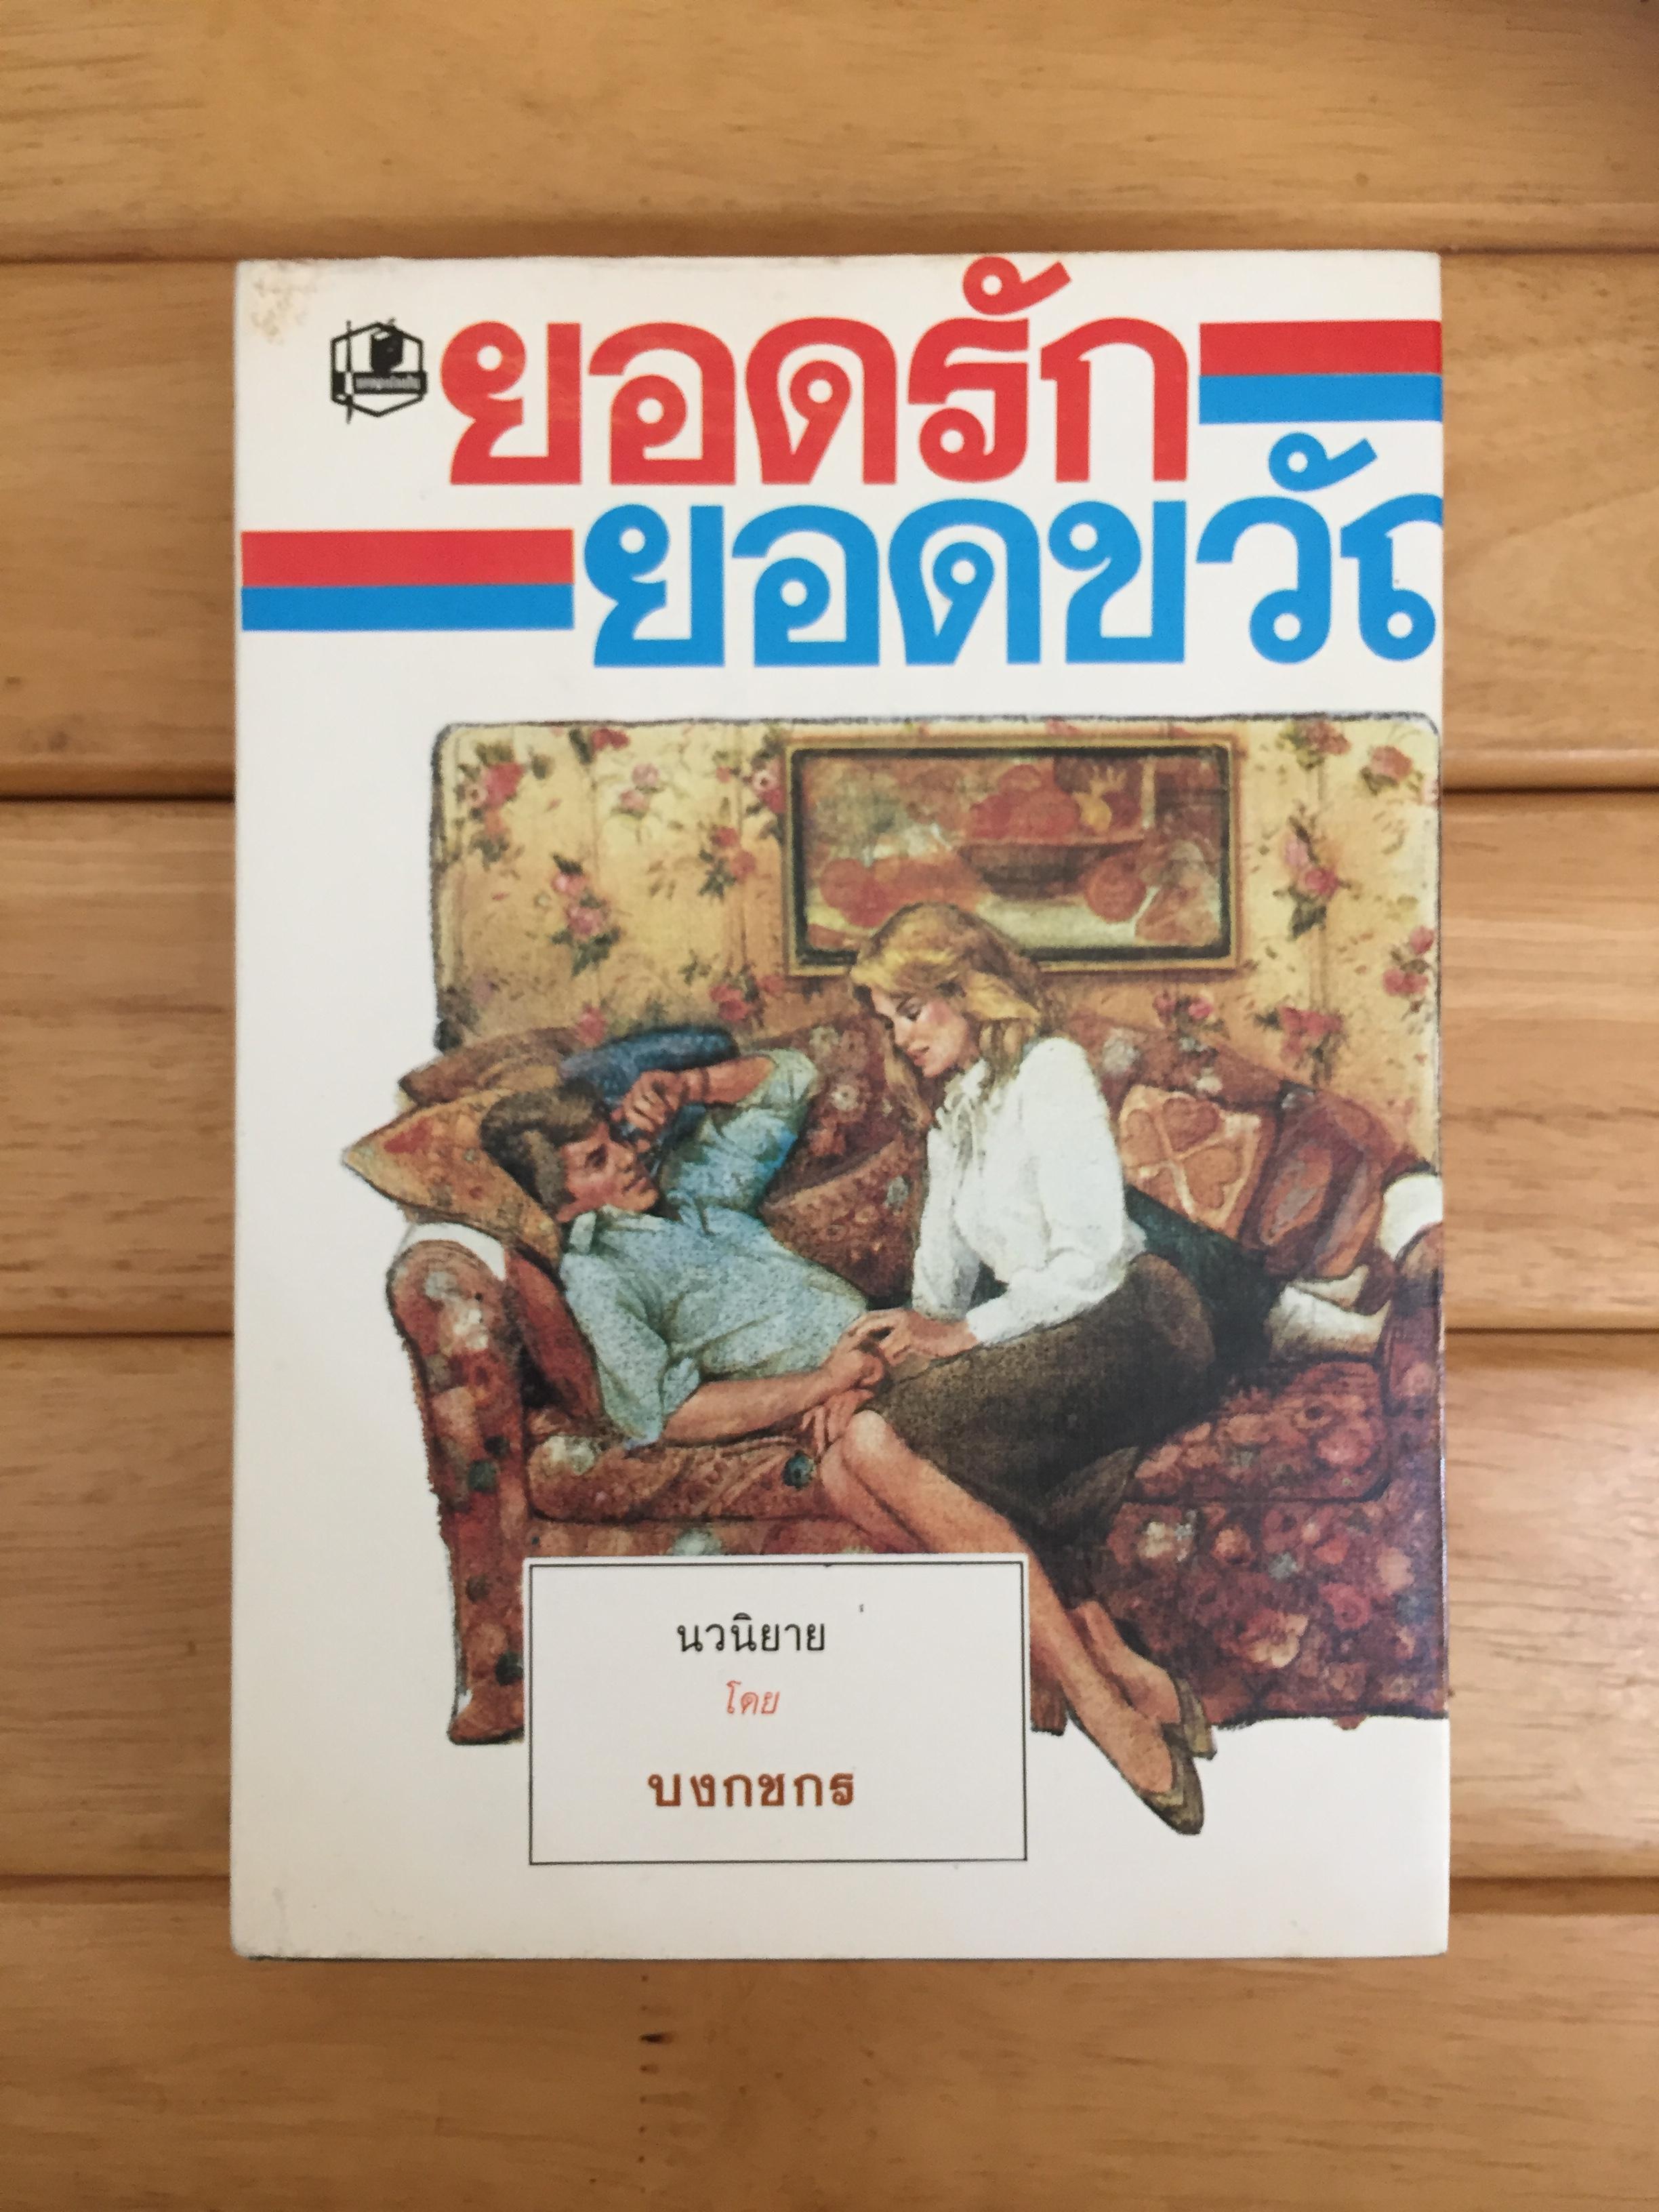 ยอดรัก
ยอดขวัญ
นวนิยาย
โดย
บงกชกร